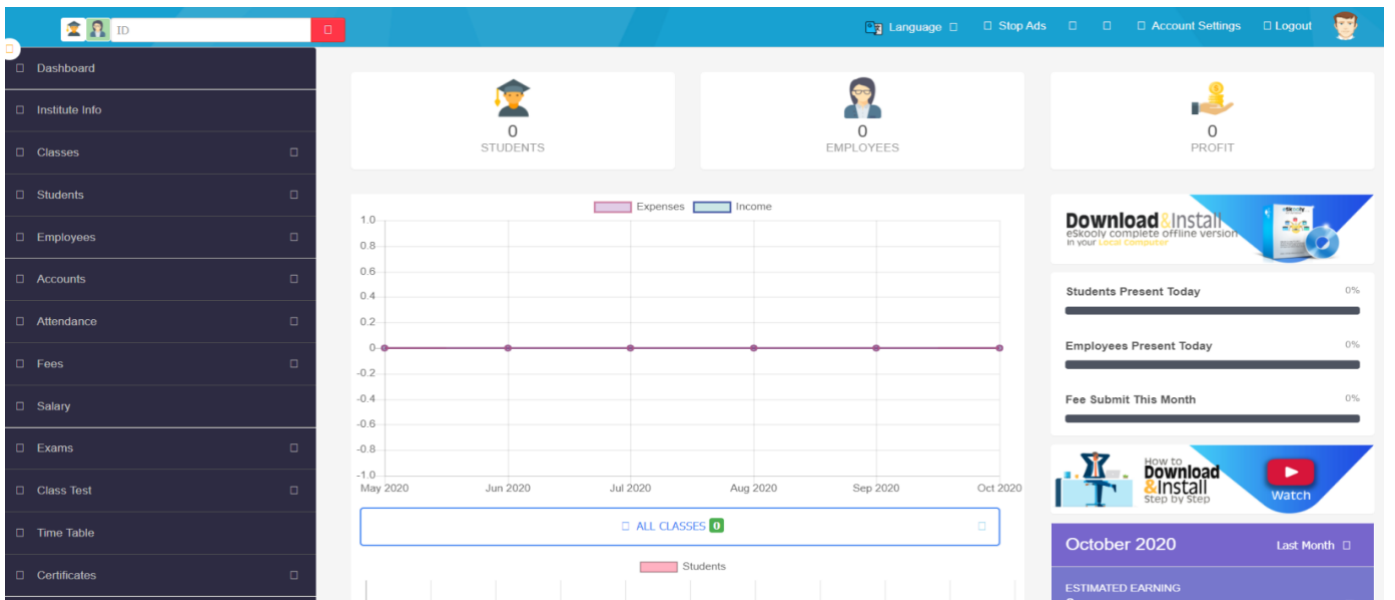 ID
Language
Stop Ads
Account Settings
Logout
Dashboard
Institute Info
Classes
Students
Employees
Accounts
Attendance
Fees
Salary
Exams
Class Test
Time Table
Certificates
0
STUDENTS
0
EMPLOYEES
0
PROFIT
Expenses
Income
1.0
0.8
0.6
0.4
0.2
0
-0.2
-0.4
-0.6
-0.8
-1.0
May 2020 Jun 2020 Jul 2020 Aug 2020 Sep 2020 Oct 2020
ALL CLASSES 0
Students
Download&Install
eSkooly complete offline version
in your Local Computer
Students Present Today 0%
Employees Present Today 0%
Fee Submit This Month 0%
How to
Download
&Install
Step by Step
Watch
October 2020 Last Month
ESTIMATED EARNING